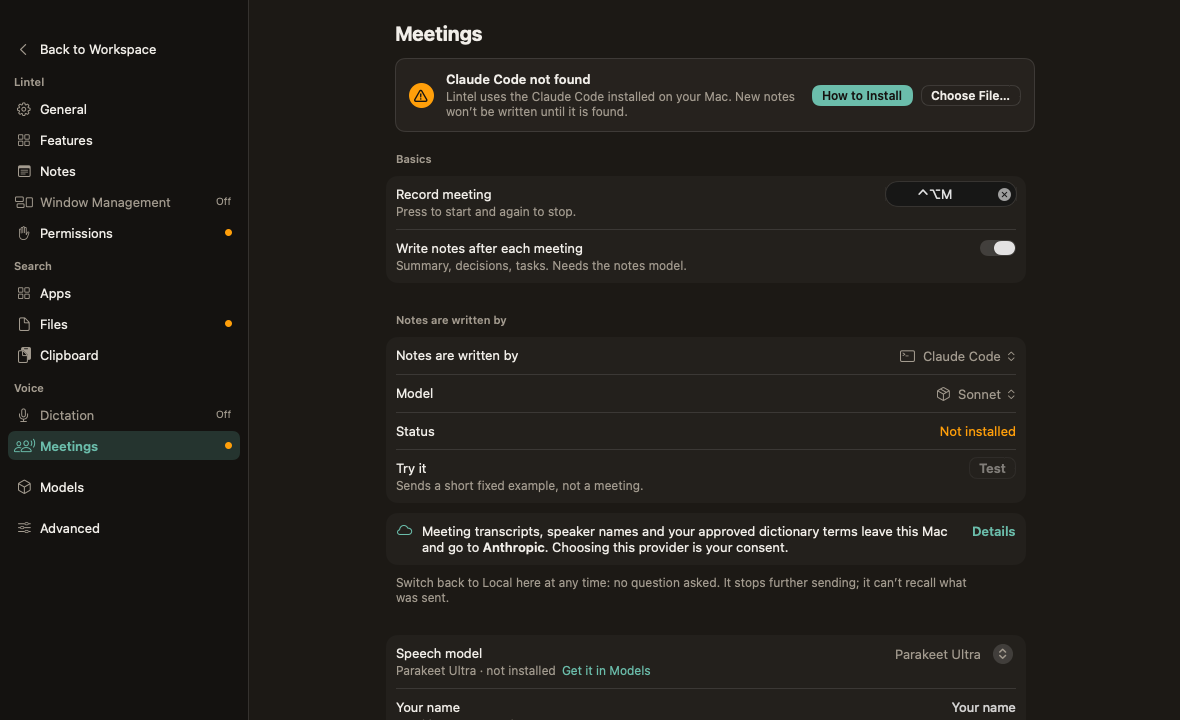 Back to Workspace
Lintel
General
Features
Notes
Window Management Off
Permissions
Search
Apps
Files
Clipboard
Voice
Dictation Off
Meetings
Models
Advanced
Meetings
Claude Code not found
Lintel uses the Claude Code installed on your Mac. New notes
won’t be written until it is found.
How to Install
Choose File...
Basics
Record meeting
Press to start and again to stop.
⌃⌥M
Write notes after each meeting
Summary, decisions, tasks. Needs the notes model.
Notes are written by
Notes are written by Claude Code
Model Sonnet
Status Not installed
Try it
Sends a short fixed example, not a meeting.
Test
Meeting transcripts, speaker names and your approved dictionary terms leave this Mac
and go to Anthropic. Choosing this provider is your consent.
Details
Switch back to Local here at any time: no question asked. It stops further sending; it can’t recall what
was sent.
Speech model
Parakeet Ultra · not installed Get it in Models
Parakeet Ultra
Your name Your name